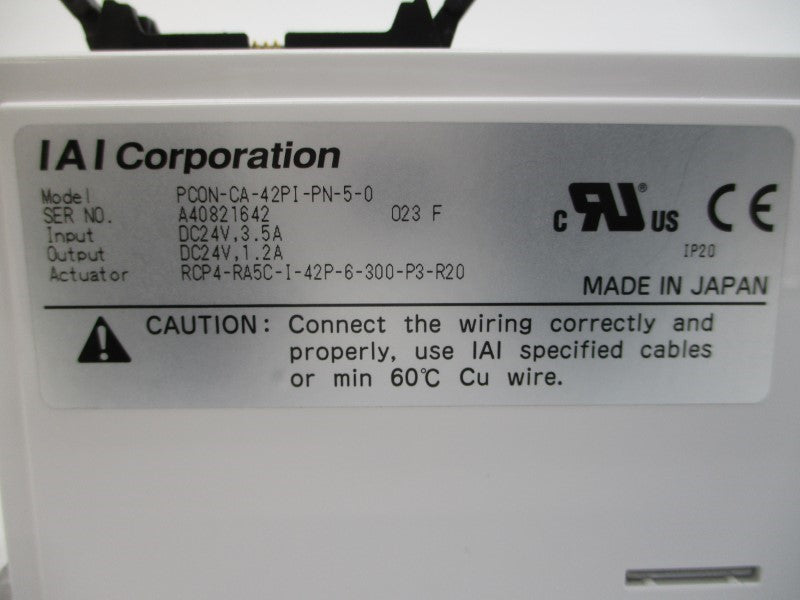 IAI Corporation
Model PCON-CA-42PI-PN-5-0
SER NO. A40821642 023 F
Input DC24V,3.5A
Output DC24V,1.2A
Actuator RCP4-RA5C-I-42P-6-300-P3-R20
c RU® US CE
IP20
MADE IN JAPAN
CAUTION: Connect the wiring correctly and
properly, use IAI specified cables
or min 60℃ Cu wire.